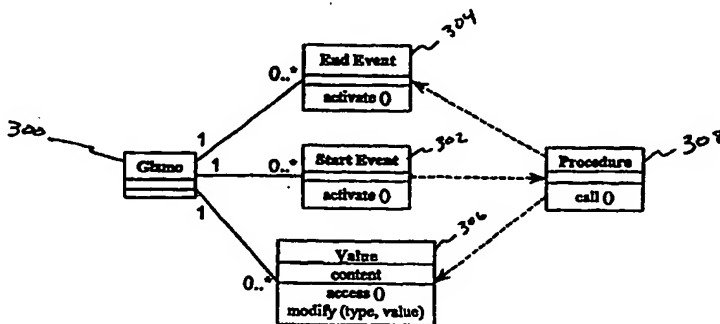 304
End Event
0..*
activate ()
300
1
Gizmo
1
0..*
Start Event
302
activate ()
Procedure
308
call ()
1
306
Value
content
0..*
access ()
modify (type, value)